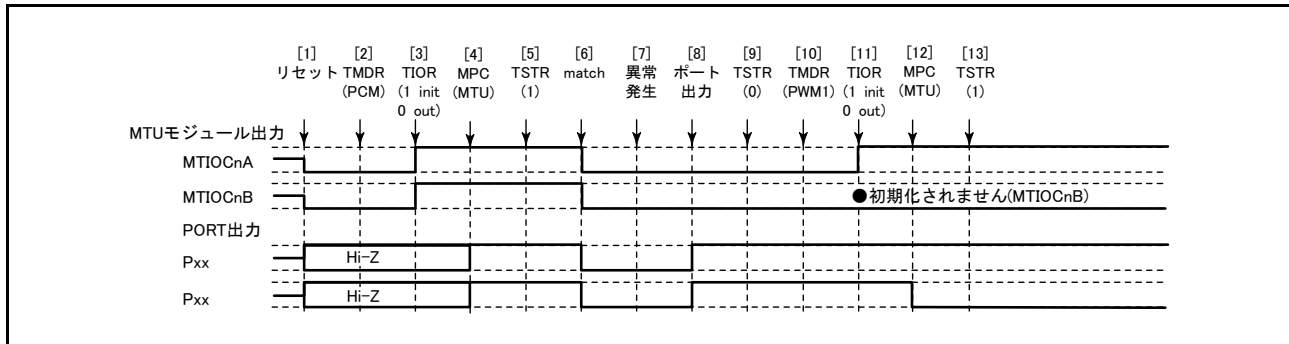 [1] [2] [3] [4] [5] [6] [7] [8] [9] [10] [11] [12] [13]
リセット TMDR TIOR MPC TSTR match 異常 ポート TSTR TMDR TIOR MPC TSTR
(PCM) (1 init (MTU) (1) 発生 出力 (0) (PWM1) (1 init (MTU) (1)
0 out) 0 out)
MTUモジュール出力
MTIOCnA
MTIOCnB ●初期化されません(MTIOCnB)
PORT出力
Pxx Hi-Z
Pxx Hi-Z